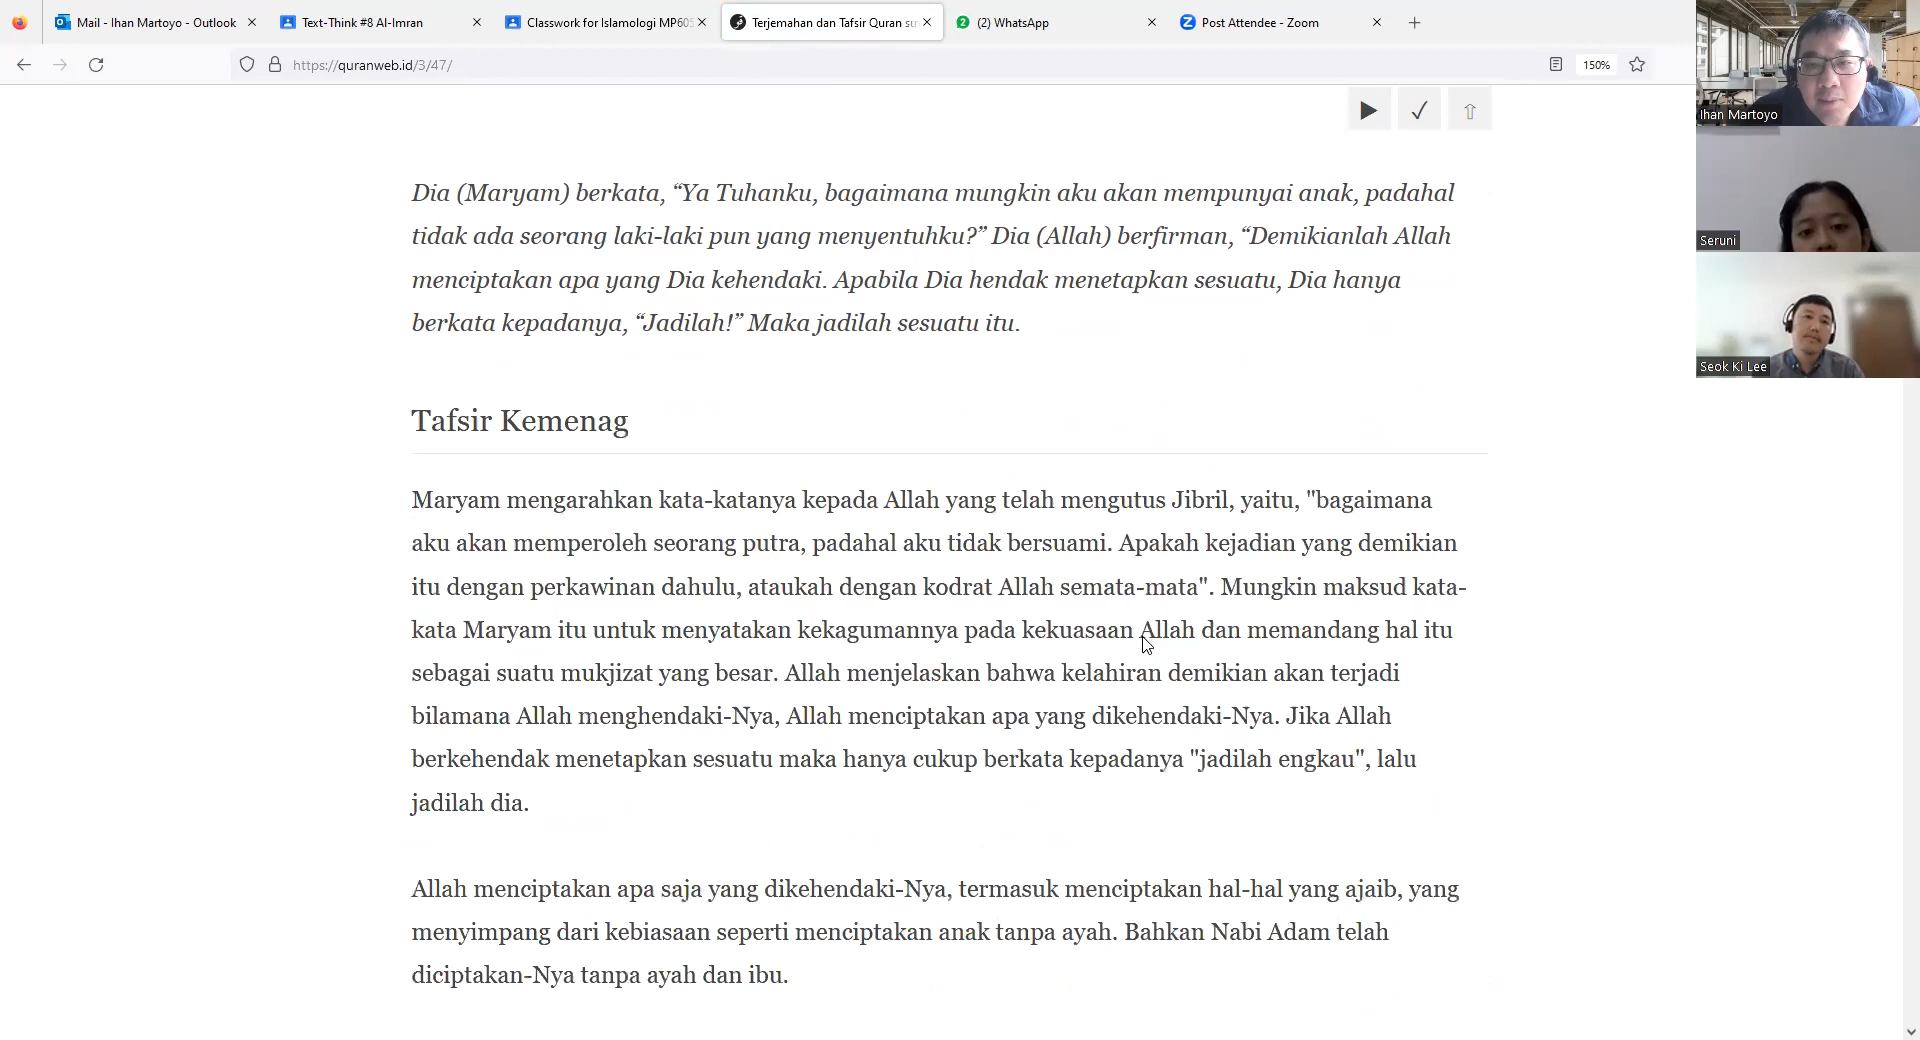 Mail - Ihan Martoyo - Outlook
Text-Think #8 Al-Imran
Classwork for Islamologi MP605
Terjemahan dan Tafsir Quran su
(2) WhatsApp
Post Attendee - Zoom
https://quranweb.id/3/47/
150%
Dia (Maryam) berkata, “Ya Tuhanku, bagaimana mungkin aku akan mempunyai anak, padahal
tidak ada seorang laki-laki pun yang menyentuhku?” Dia (Allah) berfirman, “Demikianlah Allah
menciptakan apa yang Dia kehendaki. Apabila Dia hendak menetapkan sesuatu, Dia hanya
berkata kepadanya, “Jadilah!” Maka jadilah sesuatu itu.
Tafsir Kemenag
Maryam mengarahkan kata-katanya kepada Allah yang telah mengutus Jibril, yaitu, "bagaimana
aku akan memperoleh seorang putra, padahal aku tidak bersuami. Apakah kejadian yang demikian
itu dengan perkawinan dahulu, ataukah dengan kodrat Allah semata-mata". Mungkin maksud kata-
kata Maryam itu untuk menyatakan kekagumannya pada kekuasaan Allah dan memandang hal itu
sebagai suatu mukjizat yang besar. Allah menjelaskan bahwa kelahiran demikian akan terjadi
bilamana Allah menghendaki-Nya, Allah menciptakan apa yang dikehendaki-Nya. Jika Allah
berkehendak menetapkan sesuatu maka hanya cukup berkata kepadanya "jadilah engkau", lalu
jadilah dia.
Allah menciptakan apa saja yang dikehendaki-Nya, termasuk menciptakan hal-hal yang ajaib, yang
menyimpang dari kebiasaan seperti menciptakan anak tanpa ayah. Bahkan Nabi Adam telah
diciptakan-Nya tanpa ayah dan ibu.
Ihan Martoyo
Seruni
Seok Ki Lee